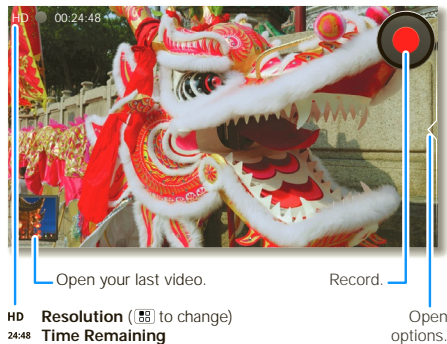 HD 00:24:48
Open your last video.
Record.
HD Resolution ( to change)
24:48 Time Remaining
Open
options.